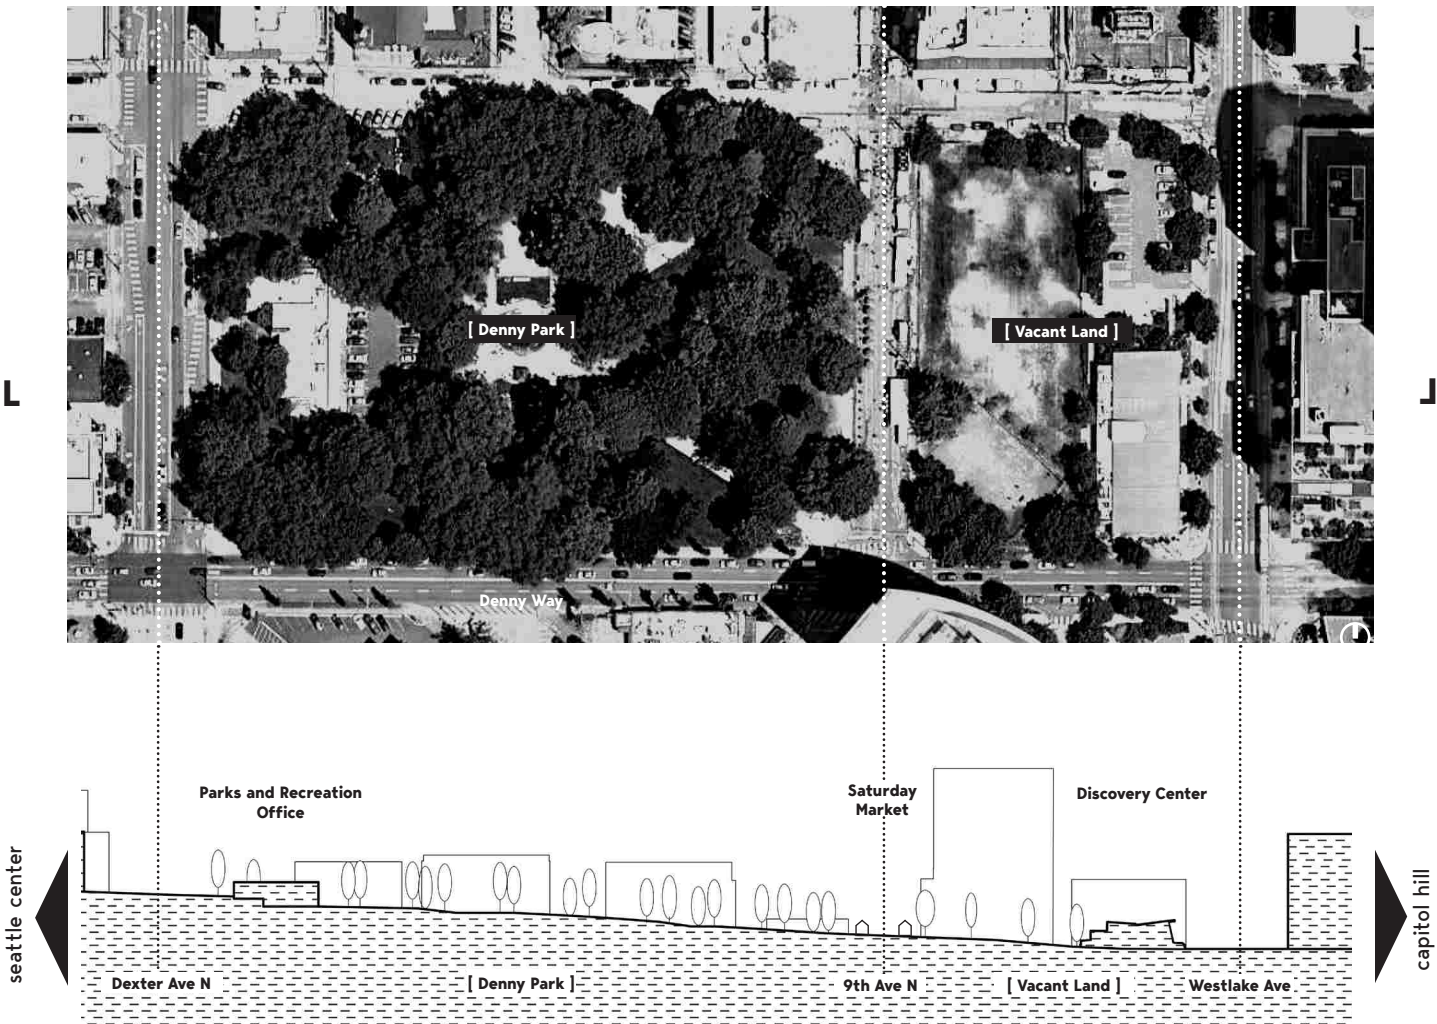 [ Denny Park ]
[ Vacant Land ]
Denny Way
Parks and Recreation
Office
Saturday
Market
Discovery Center
seattle center
capitol hill
Dexter Ave N
[ Denny Park ]
9th Ave N
[ Vacant Land ]
Westlake Ave